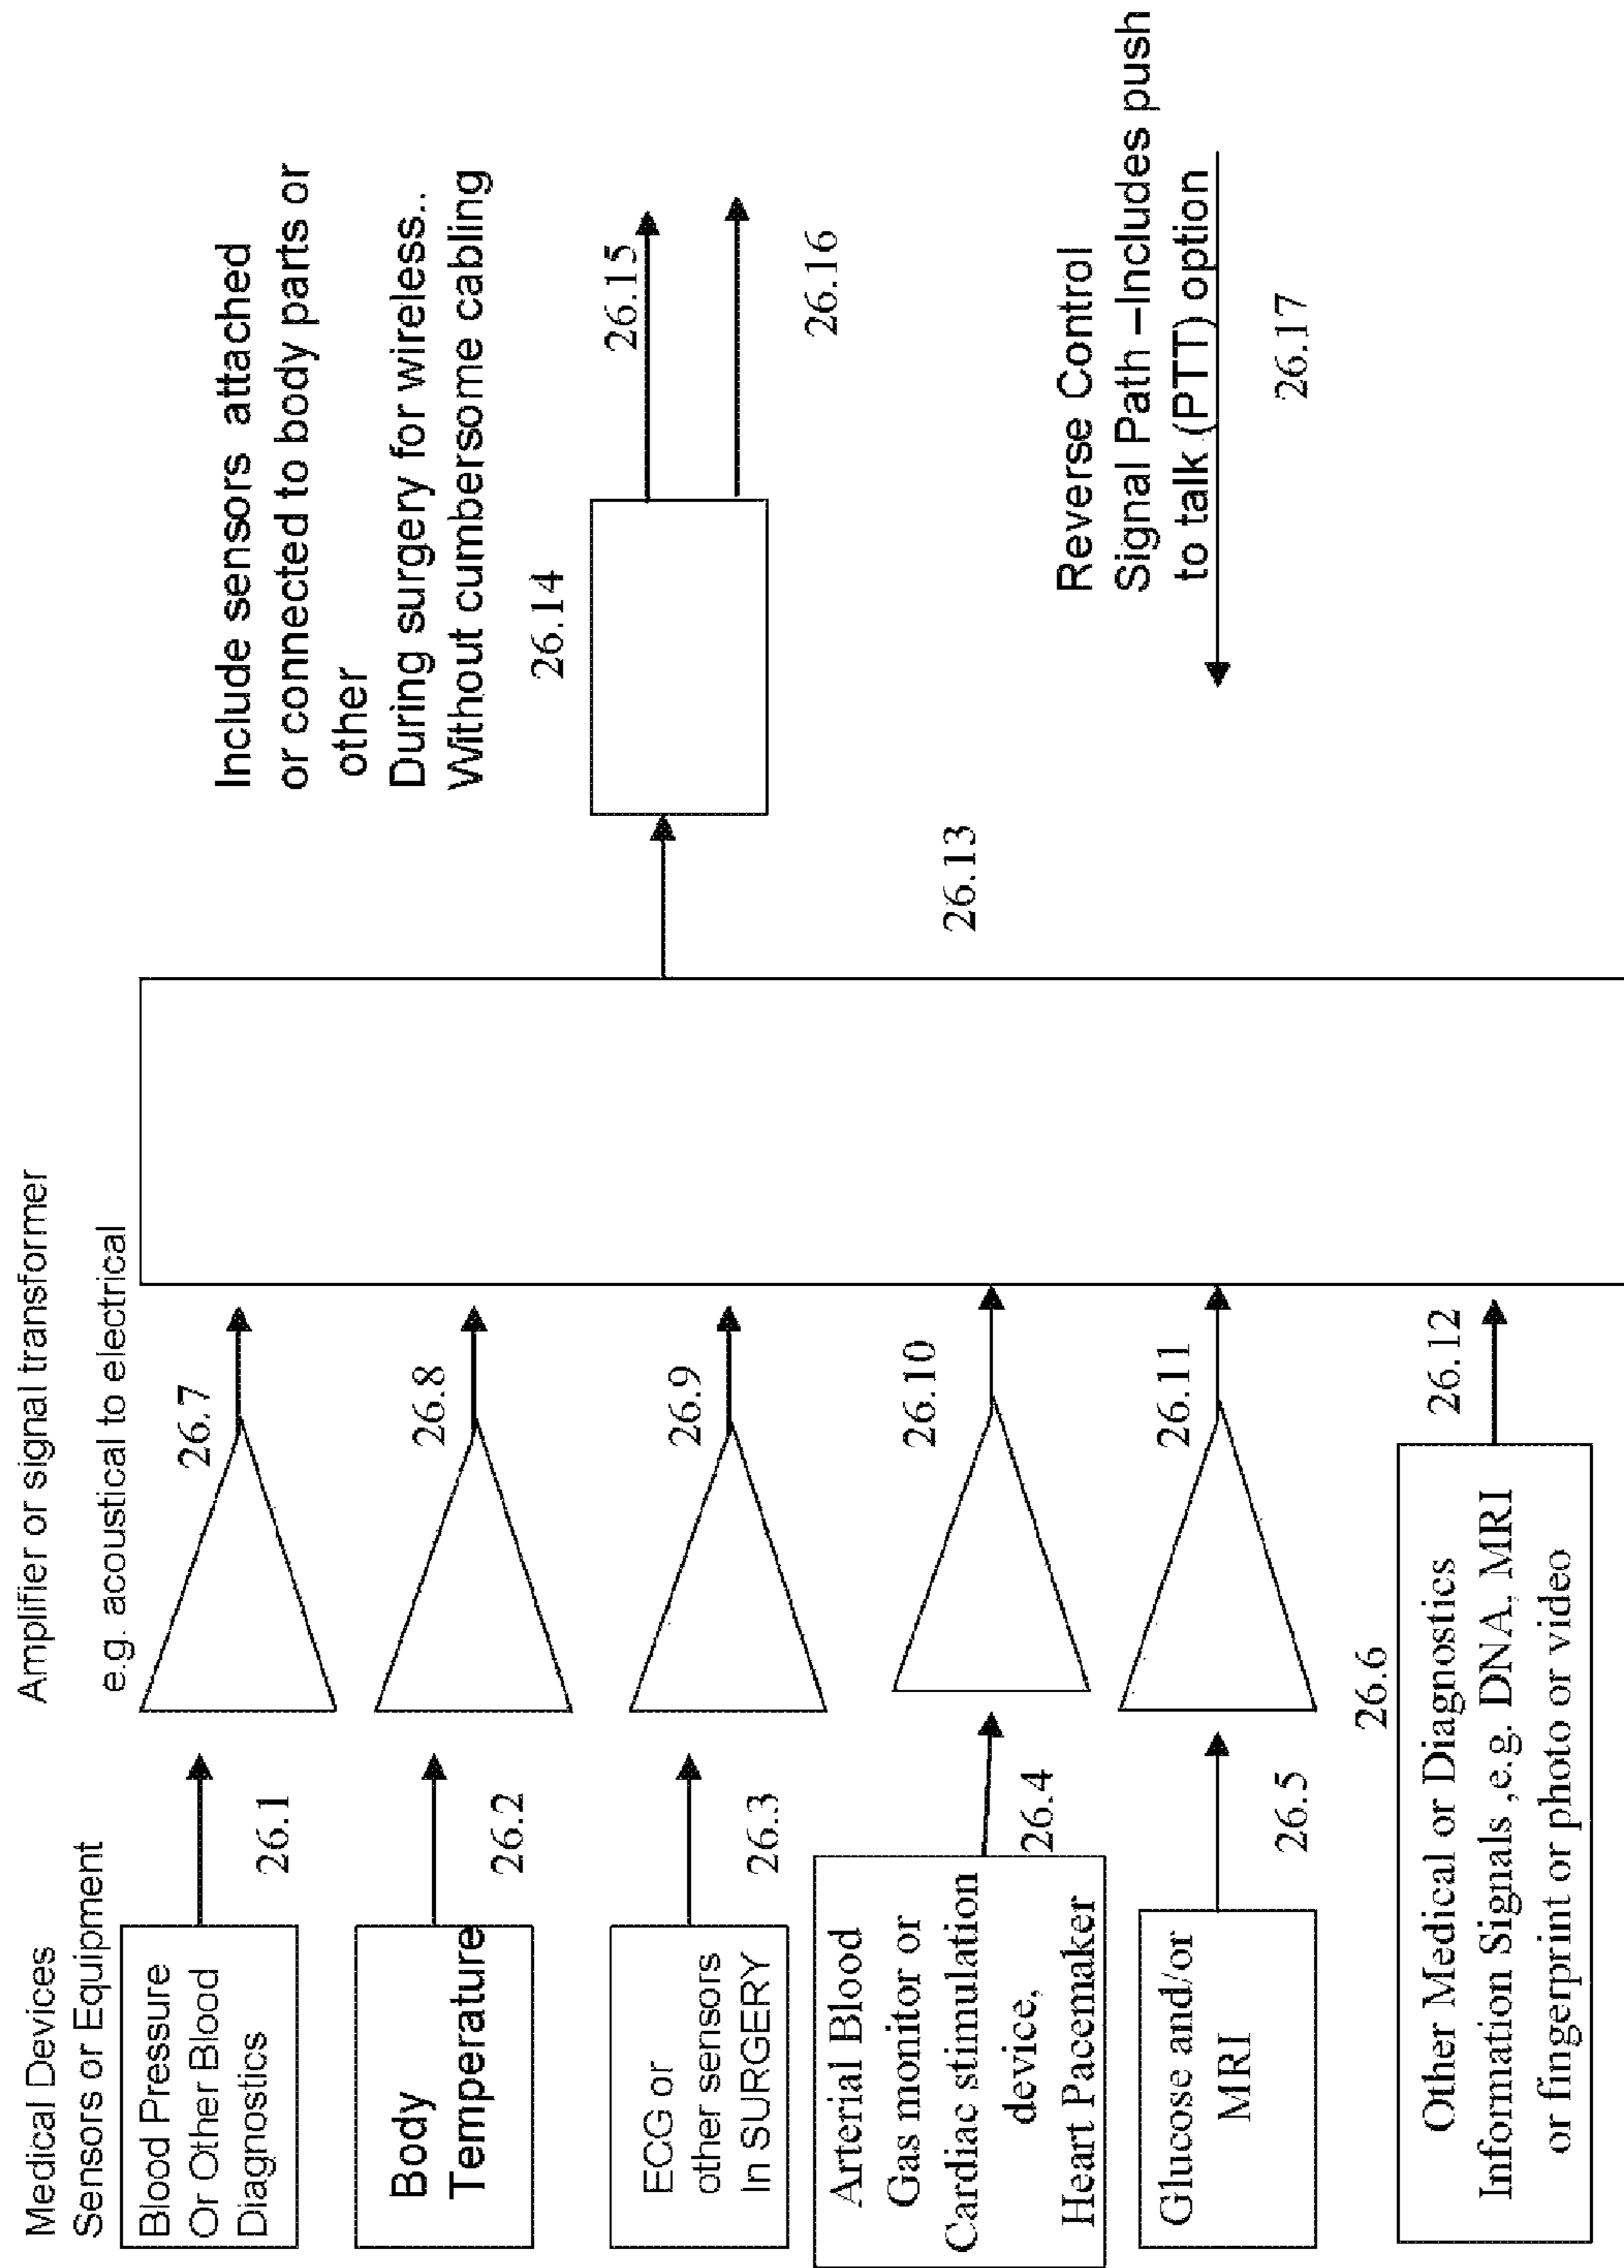 Medical Devices
Sensors or Equipment
Amplifier or signal transformer
e.g. acoustical to electrical
Blood Pressure
Or Other Blood
Diagnostics
26.1
26.7
Body
Temperature
26.2
26.8
ECG or
other sensors
In SURGERY
26.3
26.9
Arterial Blood
Gas monitor or
Cardiac stimulation
device,
Heart Pacemaker
26.4
26.10
Glucose and/or
MRI
26.5
26.11
26.6
Other Medical or Diagnostics
Information Signals ,e.g. DNA, MRI
or fingerprint or photo or video
26.12
26.13
Include sensors attached
or connected to body parts or
other
During surgery for wireless..
Without cumbersome cabling
26.14
26.15
26.16
Reverse Control
Signal Path –Includes push
to talk (PTT) option
26.17